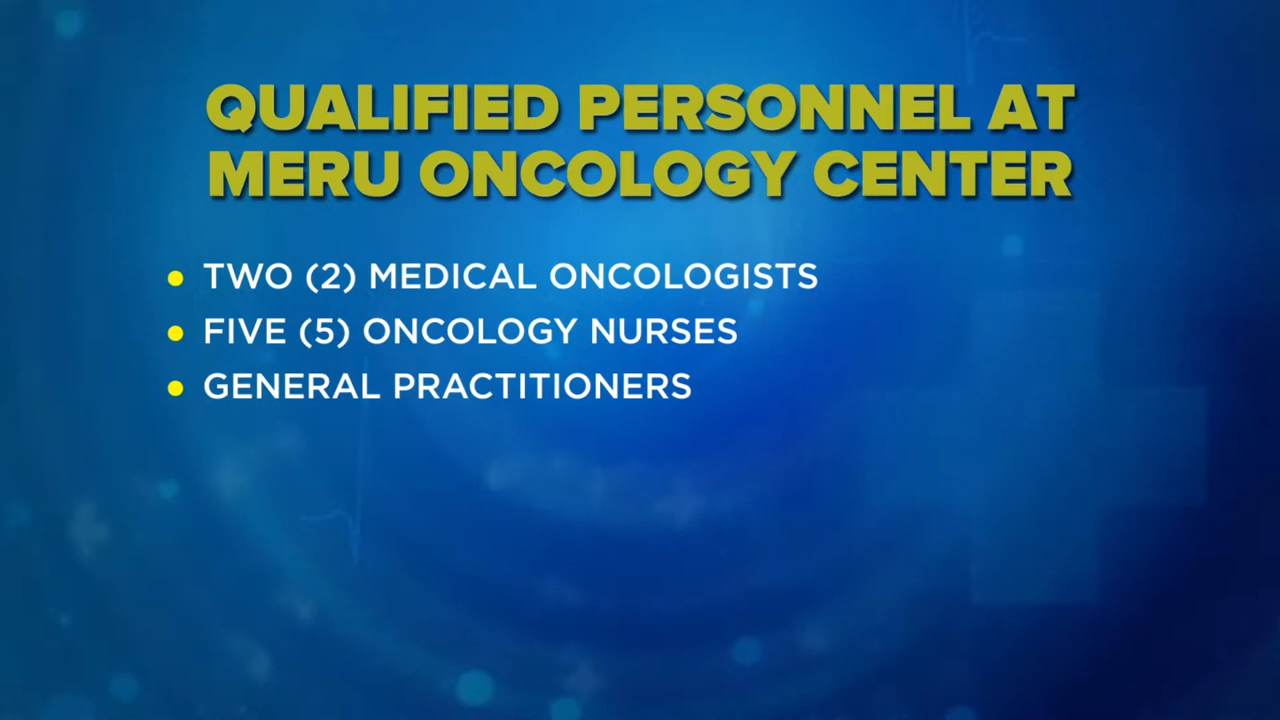 QUALIFIED PERSONNEL AT
MERU ONCOLOGY CENTER
• TWO (2) MEDICAL ONCOLOGISTS
• FIVE (5) ONCOLOGY NURSES
• GENERAL PRACTITIONERS